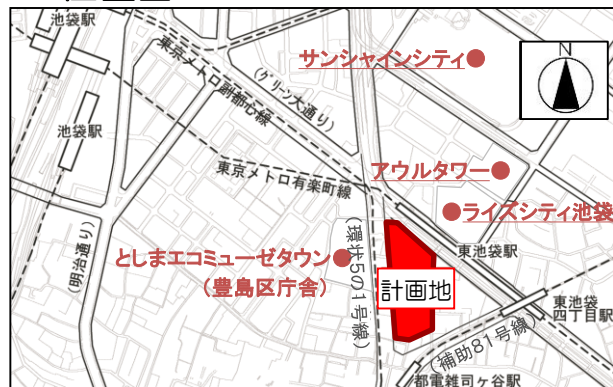 池袋駅
サンシャインシティ
N
東京メトロ副都心線
(グリーン大通り)
池袋駅
アウルタワー
東京メトロ有楽町線
ライズシティ池袋
(明治通り)
としまエコミューゼタウン
(豊島区庁舎)
(環状5の1号線)
東池袋駅
計画地
東池袋
四丁目駅
(補助81号線)
都電雑司ヶ谷駅